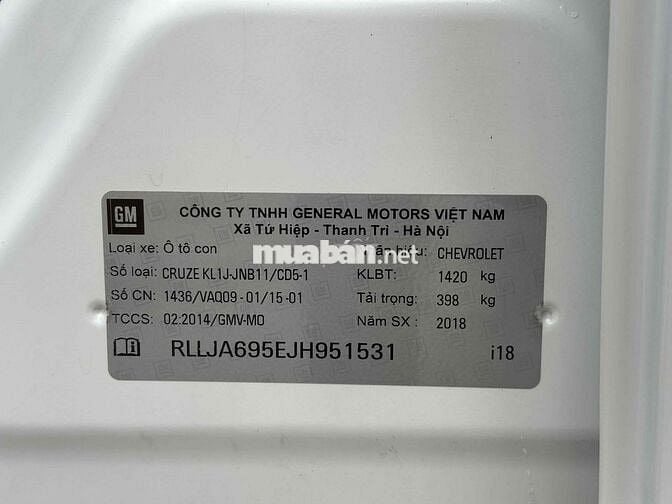 GM
CÔNG TY TNHH GENERAL MOTORS VIỆT NAM
Xã Tứ Hiệp - Thanh Trì - Hà Nội
Loại xe: Ô tô con hiệu: CHEVROLET
muaban.net
Số loại: CRUZE KL1J-JNB11/CD5-1 KLBT: 1420 kg
Số CN: 1436/VAQ09-01/15-01 Tải trọng: 398 kg
TCCS: 02:2014/GMV-MO Năm SX: 2018
RLLJA695EJH951531 i18